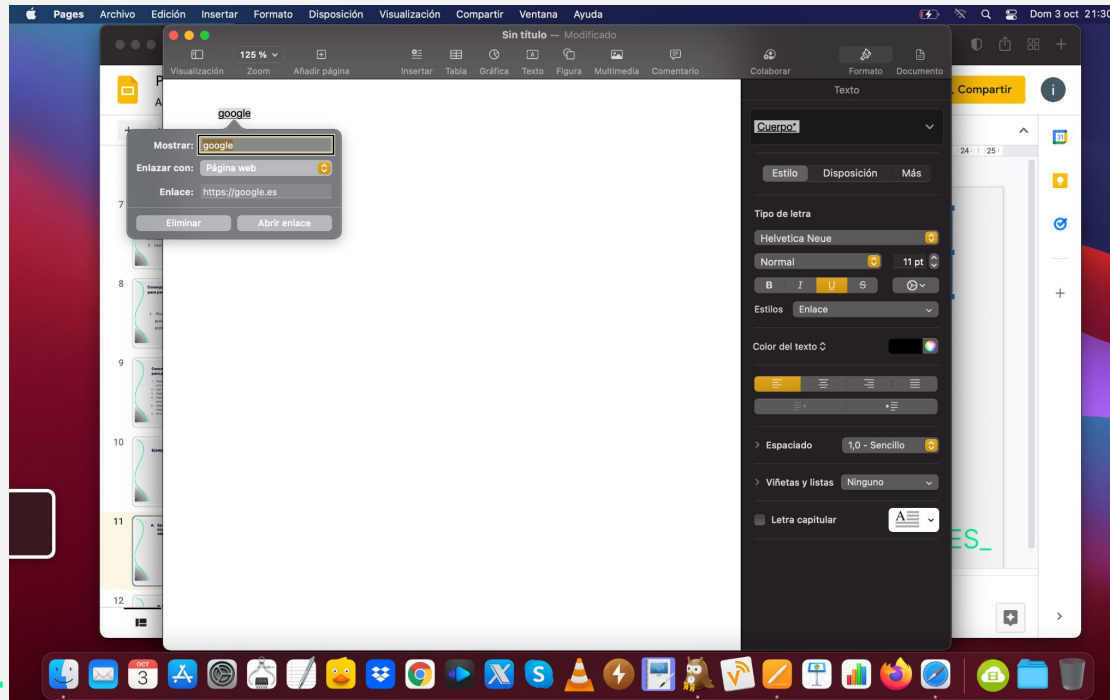 Pages Archivo Edición Insertar Formato Disposición Visualización Compartir Ventana Ayuda Dom 3 oct 21:30
Sin título — Modificado
125 %
Visualización Zoom Añadir página Insertar Tabla Gráfica Texto Figura Multimedia Comentario Colaborar Formato Documento
P
A
Compartir
i
google
Mostrar: google
Enlazar con: Página web
Enlace: https://google.es
Eliminar Abrir enlace
Texto
Cuerpo*
Estilo Disposición Más
Tipo de letra
Helvetica Neue
Normal 11 pt
B I U S
Estilos Enlace
Color del texto
Espaciado 1,0 - Sencillo
Viñetas y listas Ninguno
Letra capitular A
24 25
31
7
8
9
10
11
12
ES_
OCT
3